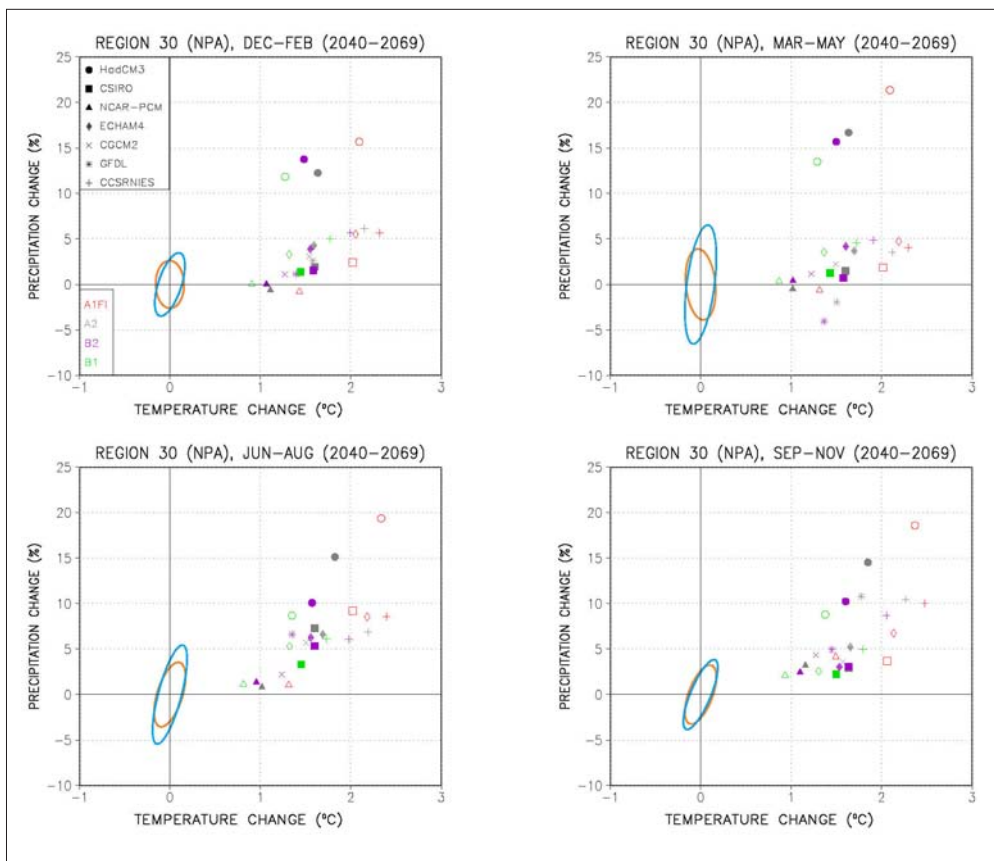 REGION 30 (NPA), DEC-FEB (2040-2069)
25
20
15
10
5
0
-5
-10
PRECIPITATION CHANGE (%)
HadCM3
CSIRO
NCAR-PCM
ECHAM4
CGCM2
GFDL
CCSRNIES
A1FI
A2
B2
B1
-1 0 1 2 3
TEMPERATURE CHANGE (ºC)
REGION 30 (NPA), MAR-MAY (2040-2069)
25
20
15
10
5
0
-5
-10
PRECIPITATION CHANGE (%)
-1 0 1 2 3
TEMPERATURE CHANGE (ºC)
REGION 30 (NPA), JUN-AUG (2040-2069)
25
20
15
10
5
0
-5
-10
PRECIPITATION CHANGE (%)
-1 0 1 2 3
TEMPERATURE CHANGE (ºC)
REGION 30 (NPA), SEP-NOV (2040-2069)
25
20
15
10
5
0
-5
-10
PRECIPITATION CHANGE (%)
-1 0 1 2 3
TEMPERATURE CHANGE (ºC)